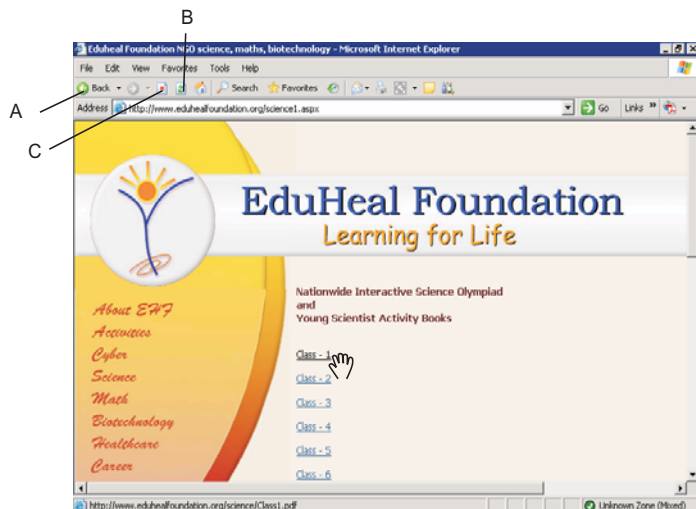 B
A
C
Eduheal Foundation NGO science, maths, biotechnology - Microsoft Internet Explorer
File Edit View Favorites Tools Help
Back Search Favorites
Address http://www.eduhealfoundation.org/science1.aspx Go Links »
EduHeal Foundation
Learning for Life
Nationwide Interactive Science Olympiad
and
Young Scientist Activity Books
About EHF
Activities
Cyber
Science
Math
Biotechnology
Healthcare
Career
Class - 1
Class - 2
Class - 3
Class - 4
Class - 5
Class - 6
http://www.eduhealfoundation.org/science/Class1.pdf Unknown Zone (Mixed)